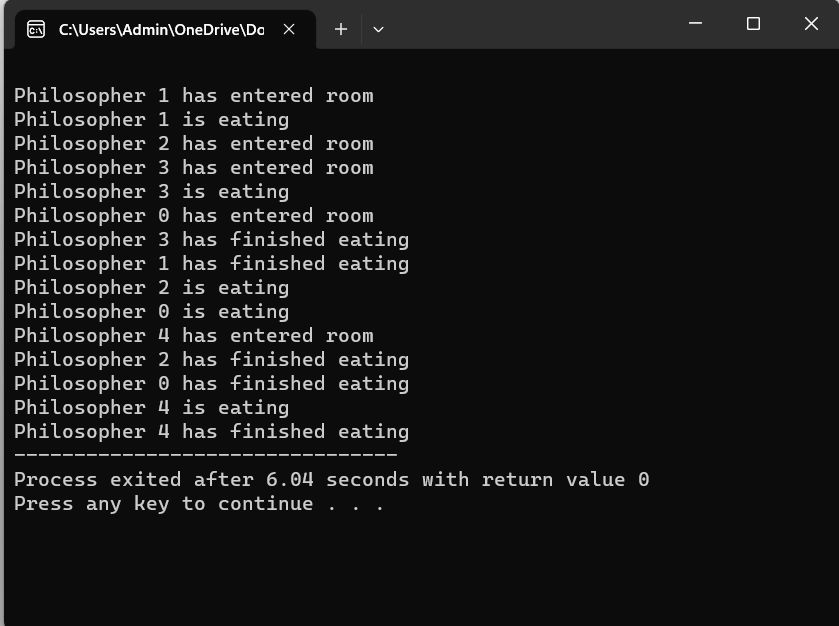 C:\Users\Admin\OneDrive\Do
Philosopher 1 has entered room
Philosopher 1 is eating
Philosopher 2 has entered room
Philosopher 3 has entered room
Philosopher 3 is eating
Philosopher 0 has entered room
Philosopher 3 has finished eating
Philosopher 1 has finished eating
Philosopher 2 is eating
Philosopher 0 is eating
Philosopher 4 has entered room
Philosopher 2 has finished eating
Philosopher 0 has finished eating
Philosopher 4 is eating
Philosopher 4 has finished eating
--------------------------------
Process exited after 6.04 seconds with return value 0
Press any key to continue . . .